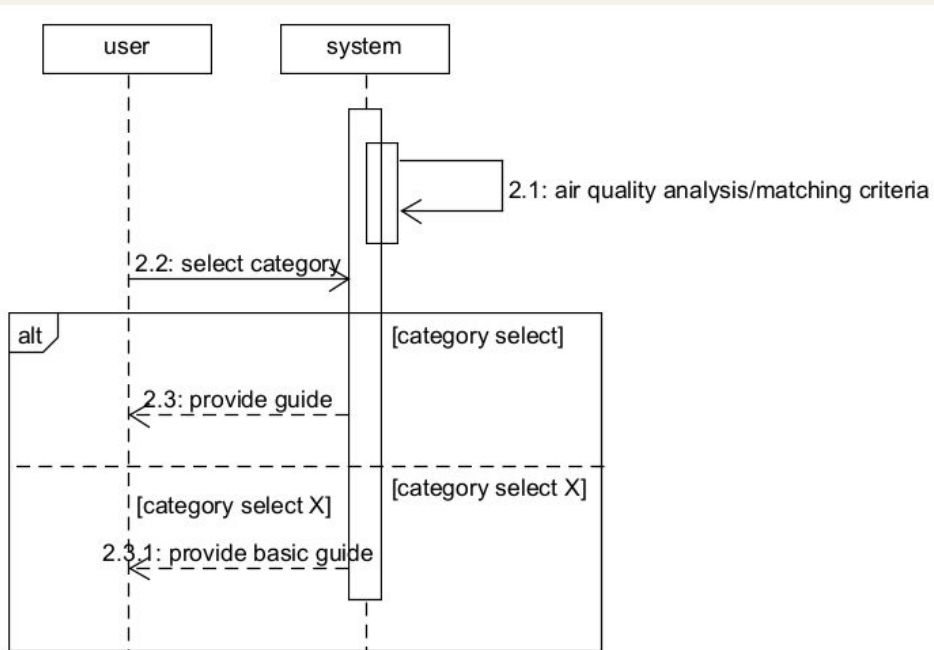 user
system
2.1: air quality analysis/matching criteria
2.2: select category
alt
[category select]
2.3: provide guide
[category select X]
[category select X]
2.3.1: provide basic guide